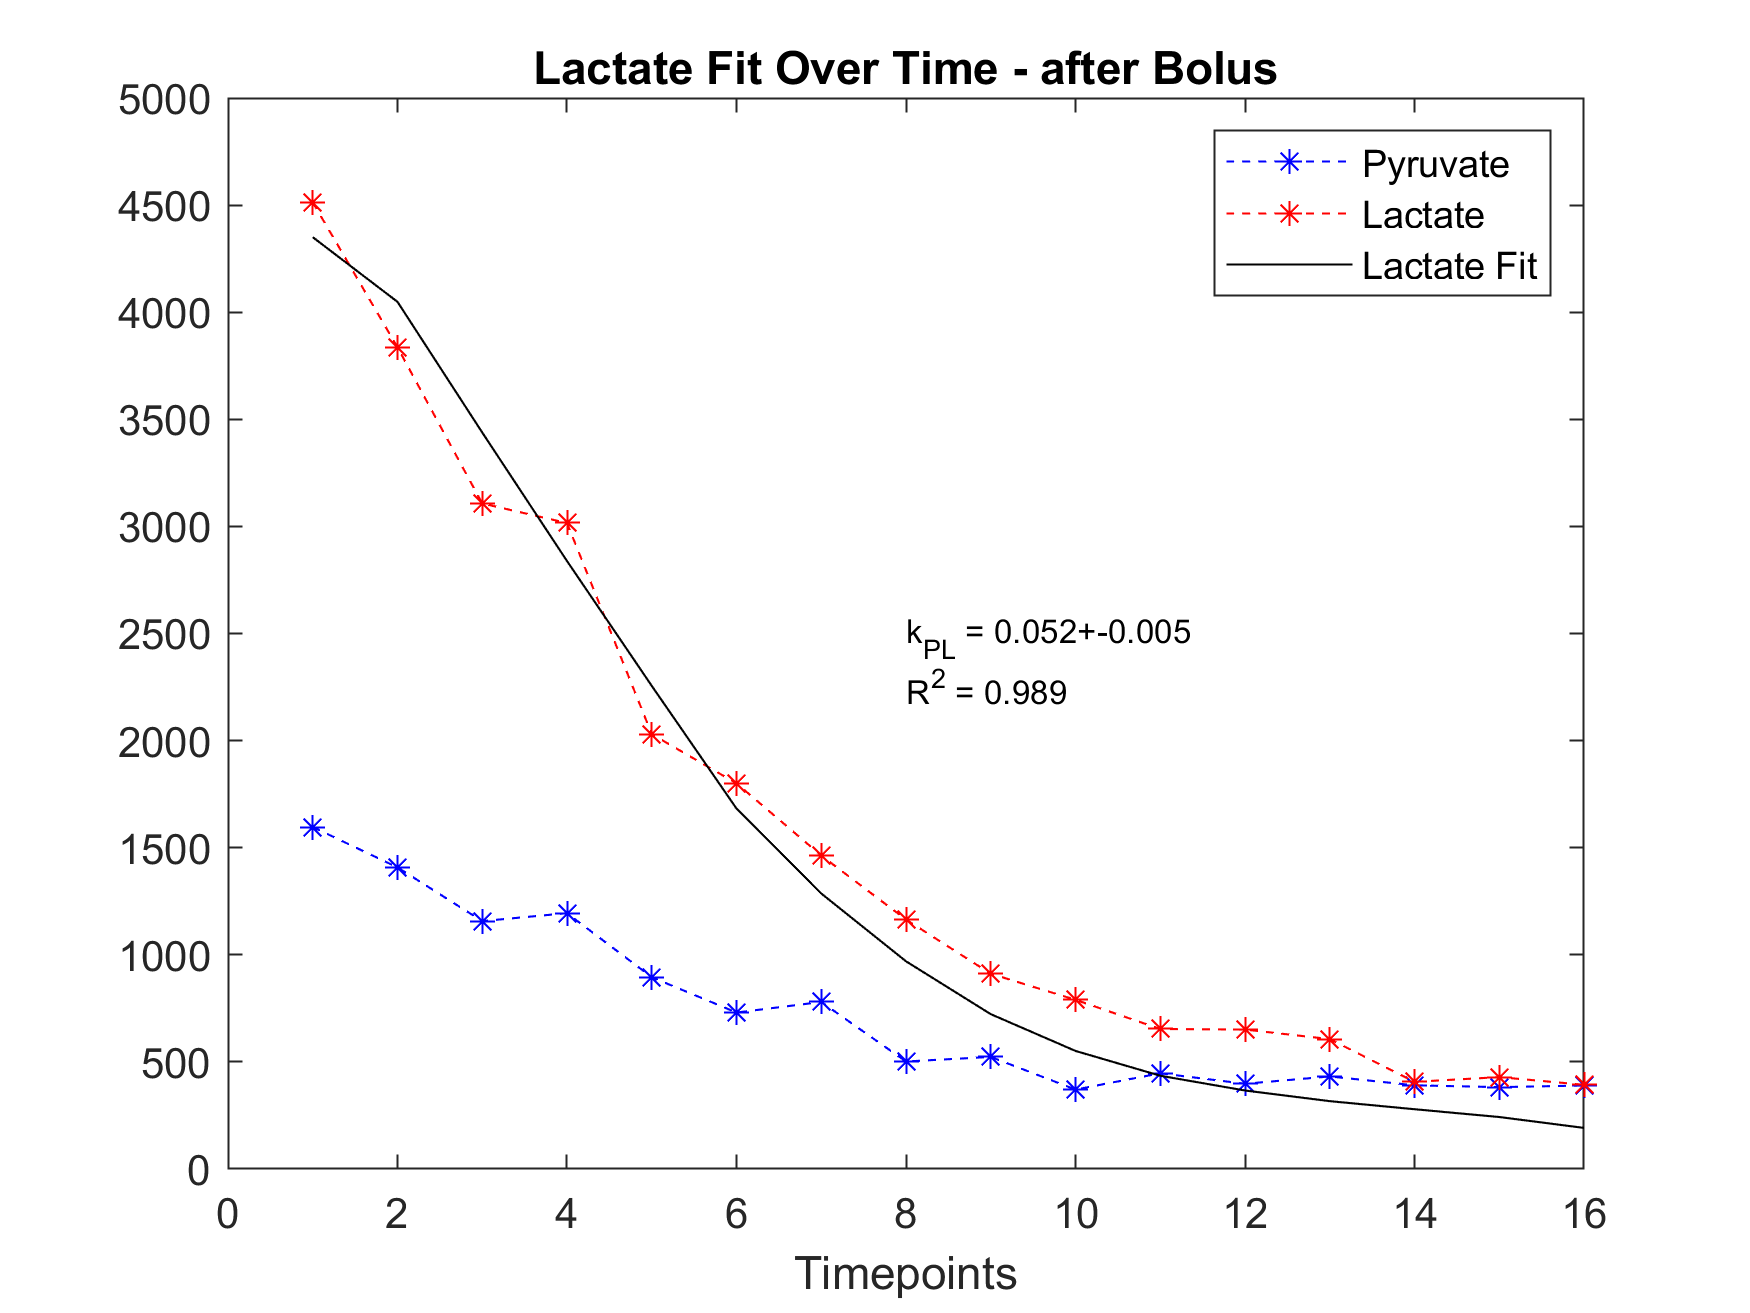 Lactate Fit Over Time - after Bolus
5000
4500
4000
3500
3000
2500
2000
1500
1000
500
0
Pyruvate
Lactate
Lactate Fit
k_PL = 0.052+-0.005
R^2 = 0.989
0 2 4 6 8 10 12 14 16
Timepoints